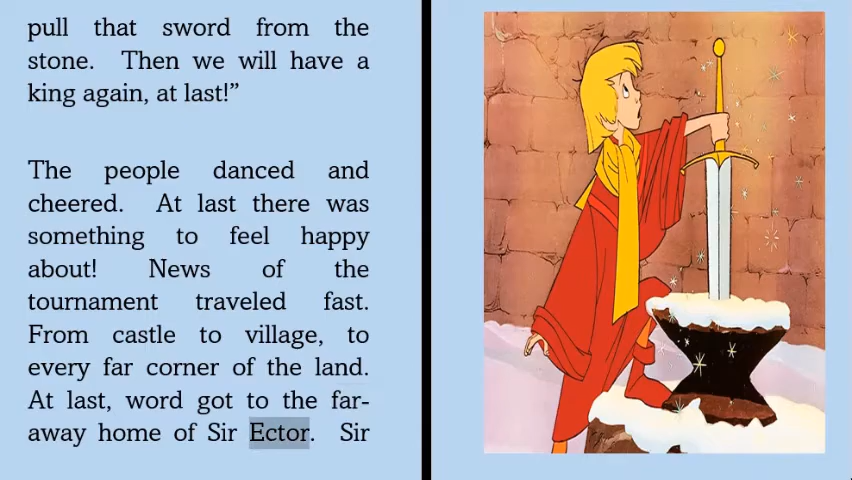 pull that sword from the
stone. Then we will have a
king again, at last!”
The people danced and
cheered. At last there was
something to feel happy
about! News of the
tournament traveled fast.
From castle to village, to
every far corner of the land.
At last, word got to the far-
away home of Sir Ector. Sir